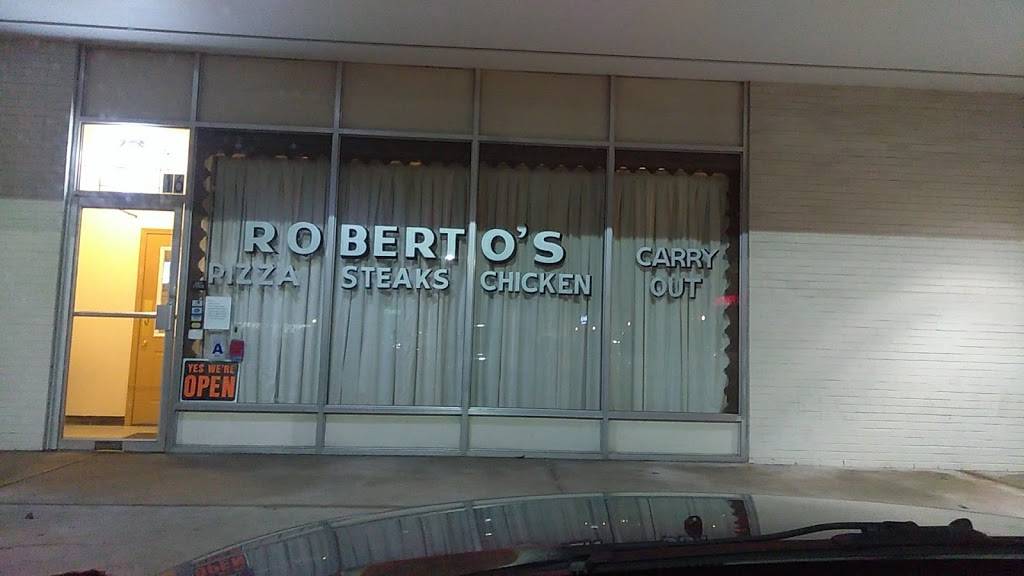 ROBERTO'S
PIZZA STEAKS CHICKEN
CARRY
OUT
A
YES WE'RE
OPEN